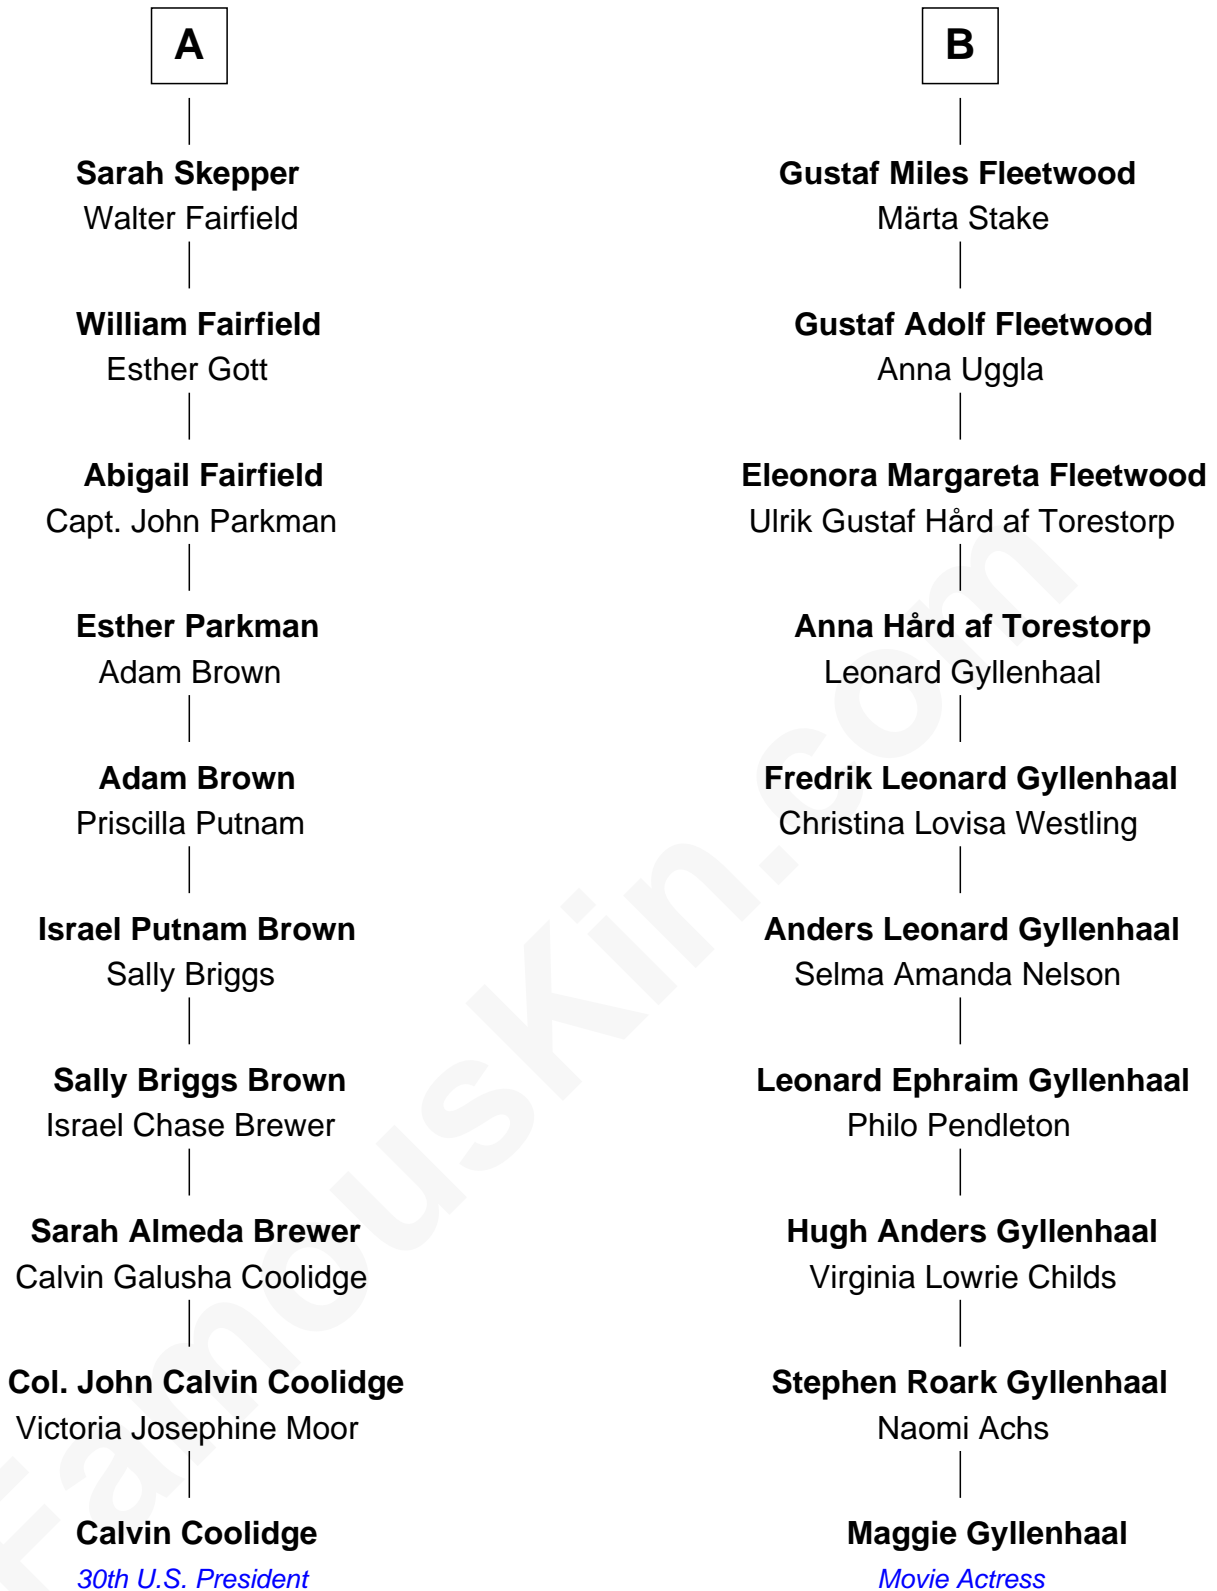 A
Sarah Skepper
Walter Fairfield
William Fairfield
Esther Gott
Abigail Fairfield
Capt. John Parkman
Esther Parkman
Adam Brown
Adam Brown
Priscilla Putnam
Israel Putnam Brown
Sally Briggs
Sally Briggs Brown
Israel Chase Brewer
Sarah Almeda Brewer
Calvin Galusha Coolidge
Col. John Calvin Coolidge
Victoria Josephine Moor
Calvin Coolidge
30th U.S. President
B
Gustaf Miles Fleetwood
Märta Stake
Gustaf Adolf Fleetwood
Anna Uggla
Eleonora Margareta Fleetwood
Ulrik Gustaf Hård af Torestorp
Anna Hård af Torestorp
Leonard Gyllenhaal
Fredrik Leonard Gyllenhaal
Christina Lovisa Westling
Anders Leonard Gyllenhaal
Selma Amanda Nelson
Leonard Ephraim Gyllenhaal
Philo Pendleton
Hugh Anders Gyllenhaal
Virginia Lowrie Childs
Stephen Roark Gyllenhaal
Naomi Achs
Maggie Gyllenhaal
Movie Actress
FamousKin.com